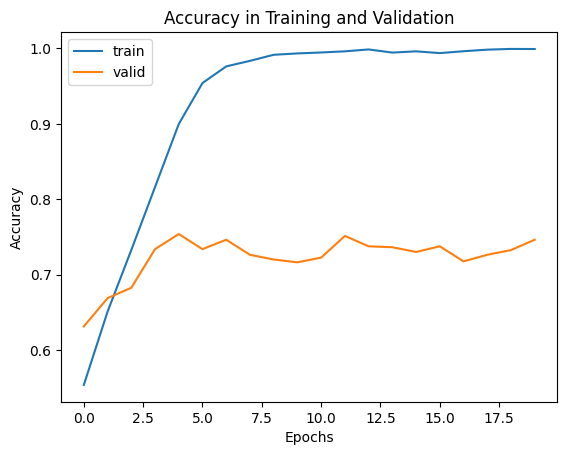 Accuracy in Training and Validation
train
valid
1.0
0.9
0.8
0.7
0.6
Accuracy
0.0 2.5 5.0 7.5 10.0 12.5 15.0 17.5
Epochs